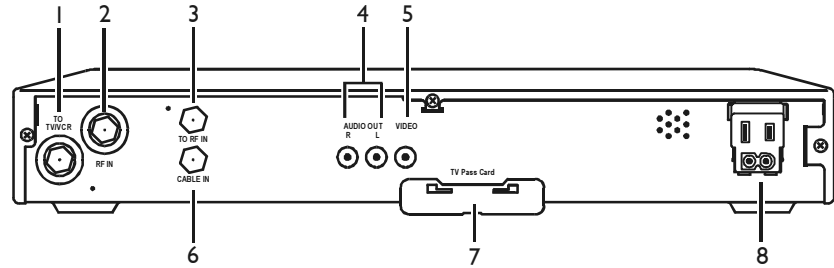 1 2 3 4 5
TO
TV/VCR
RF IN
TO RF IN
CABLE IN
AUDIO OUT
R L
VIDEO
TV Pass Card
6 7 8